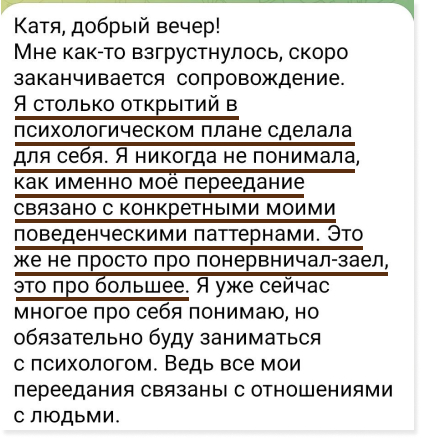 Катя, добрый вечер!
Мне как-то взгрустнулось, скоро
заканчивается сопровождение.
Я столько открытий в
психологическом плане сделала
для себя. Я никогда не понимала,
как именно моё переедание
связано с конкретными моими
поведенческими паттернами. Это
же не просто про понервничал-заел,
это про большее. Я уже сейчас
многое про себя понимаю, но
обязательно буду заниматься
с психологом. Ведь все мои
переедания связаны с отношениями
с людьми.